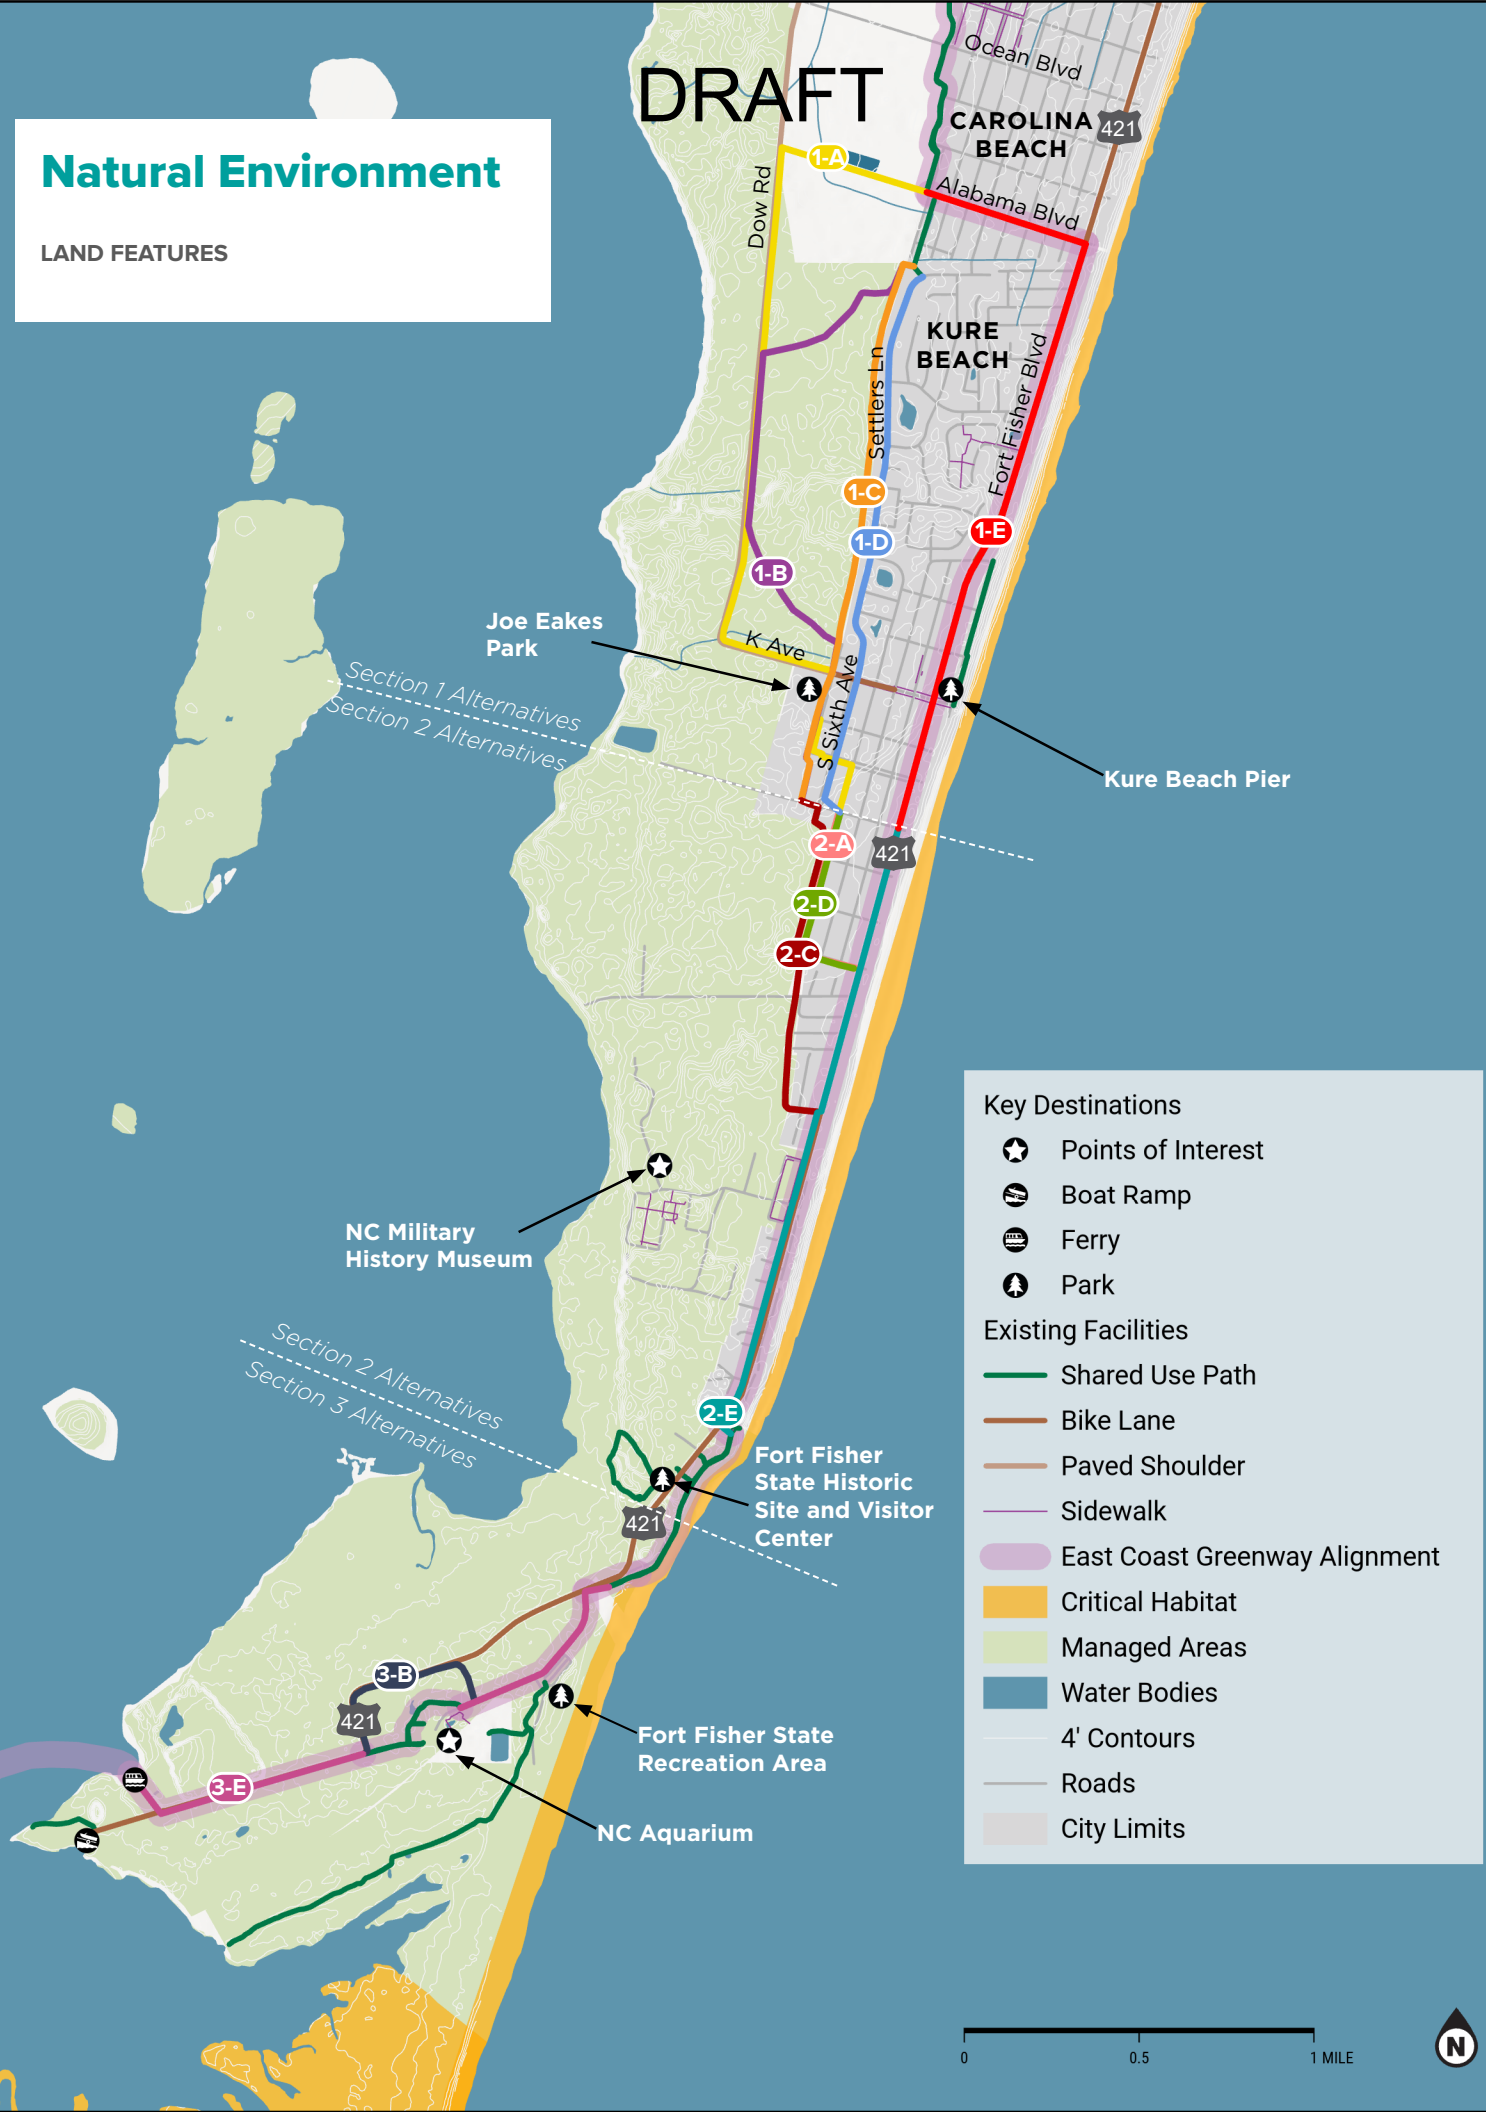 DRAFT
Natural Environment
LAND FEATURES
Ocean Blvd
CAROLINA
BEACH
421
1-A
Dow Rd
Alabama Blvd
KURE
BEACH
Settlers Ln
Fort Fisher Blvd
1-C
1-D
1-E
1-B
Joe Eakes
Park
K Ave
S Sixth Ave
Section 1 Alternatives
Section 2 Alternatives
Kure Beach Pier
2-A
421
2-D
2-C
NC Military
History Museum
Section 2 Alternatives
Section 3 Alternatives
2-E
Fort Fisher
State Historic
Site and Visitor
Center
421
3-B
421
Fort Fisher State
Recreation Area
3-E
NC Aquarium
Key Destinations
Points of Interest
Boat Ramp
Ferry
Park
Existing Facilities
Shared Use Path
Bike Lane
Paved Shoulder
Sidewalk
East Coast Greenway Alignment
Critical Habitat
Managed Areas
Water Bodies
4' Contours
Roads
City Limits
0
0.5
1 MILE
N